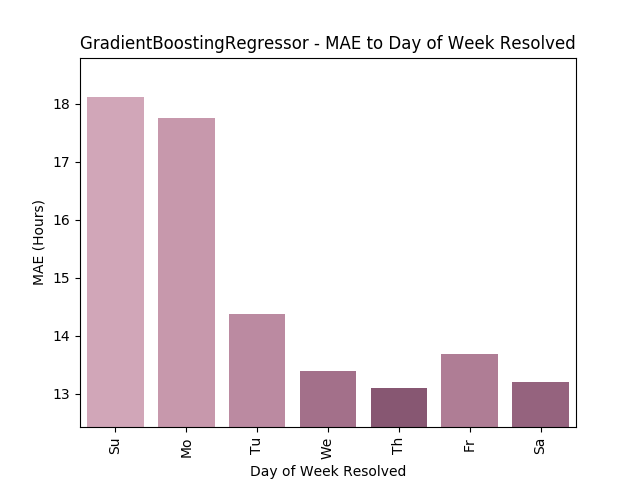 GradientBoostingRegressor - MAE to Day of Week Resolved
MAE (Hours)
18
17
16
15
14
13
Su
Mo
Tu
We
Th
Fr
Sa
Day of Week Resolved